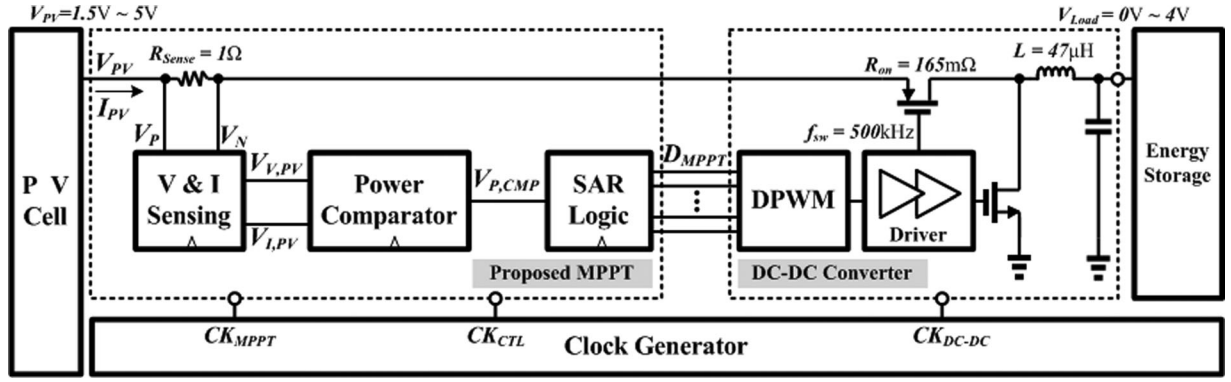 V_PV=1.5V ~ 5V
V_Load = 0V ~ 4V
V_PV
R_Sense = 1Ω
R_on = 165mΩ
L = 47μH
I_PV
V_P
V_N
f_sw = 500kHz
P V
Cell
V & I
Sensing
V_V,PV
V_I,PV
Power
Comparator
V_P,CMP
SAR
Logic
D_MPPT
DPWM
Driver
Energy
Storage
Proposed MPPT
DC-DC Converter
CK_MPPT
CK_CTL
CK_DC-DC
Clock Generator